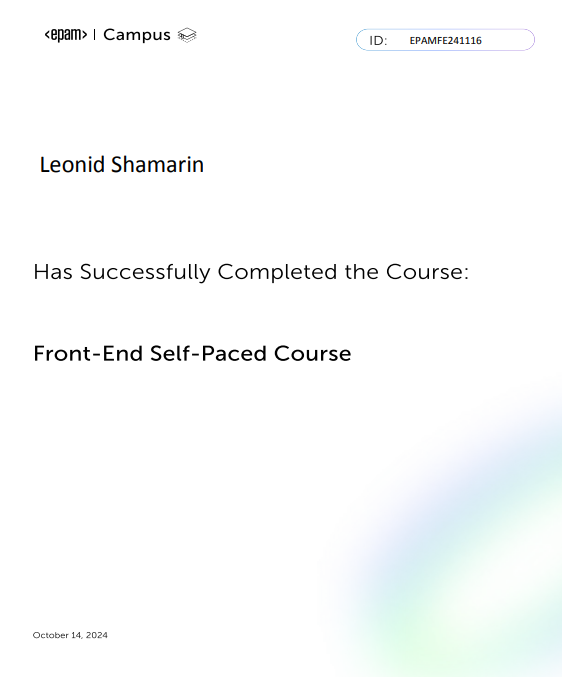 <epam> | Campus
ID: EPAMFE241116
Leonid Shamarin
Has Successfully Completed the Course:
Front-End Self-Paced Course
October 14, 2024